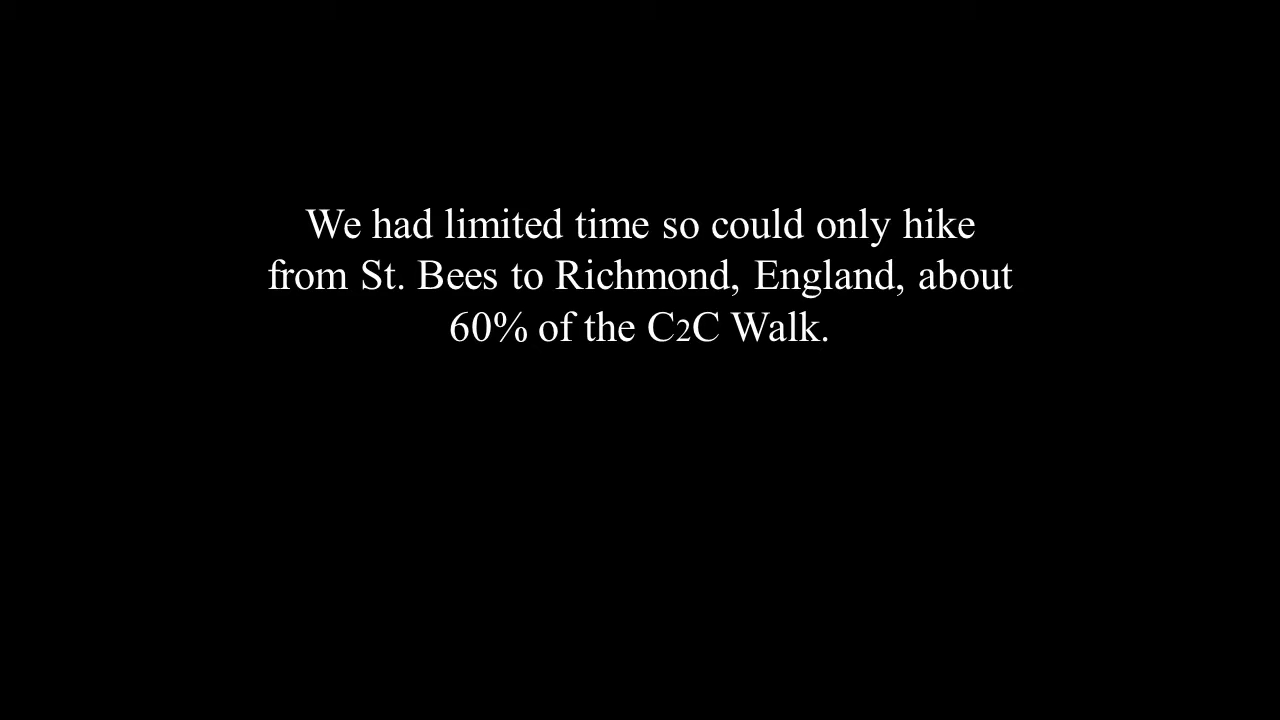 We had limited time so could only hike
from St. Bees to Richmond, England, about
60% of the C2C Walk.